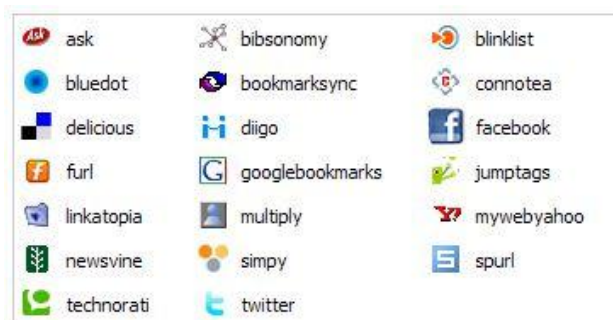 ask bibsonomy blinklist
bluedot bookmarksync connotea
delicious diigo facebook
furl googlebookmarks jumptags
linkatopia multiply mywebyahoo
newsvine simpy spurl
technorati twitter